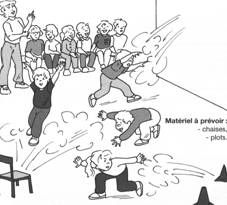 Matériel à prévoir :
- chaises,
- plots.